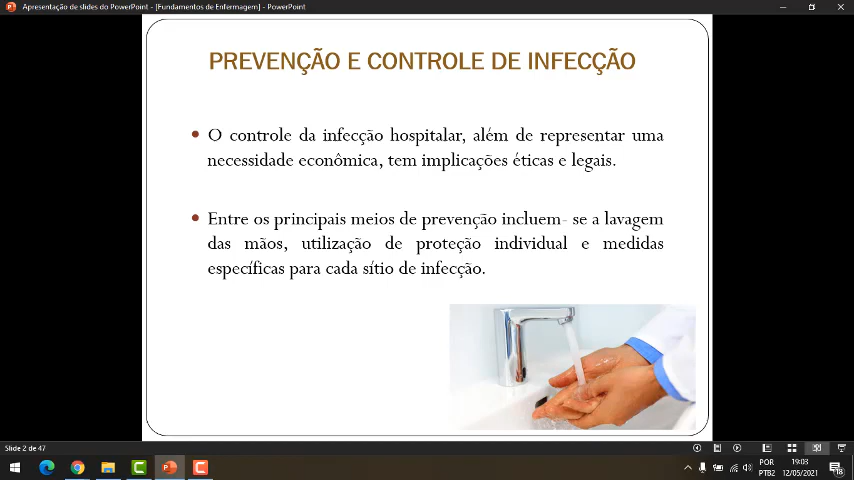 Apresentação de slides do PowerPoint - [Fundamentos de Enfermagem] - PowerPoint
PREVENÇÃO E CONTROLE DE INFECÇÃO
• O controle da infecção hospitalar, além de representar uma
necessidade econômica, tem implicações éticas e legais.
• Entre os principais meios de prevenção incluem- se a lavagem
das mãos, utilização de proteção individual e medidas
específicas para cada sítio de infecção.
Slide 2 de 47
POR
PTB2
19:03
12/05/2021
18